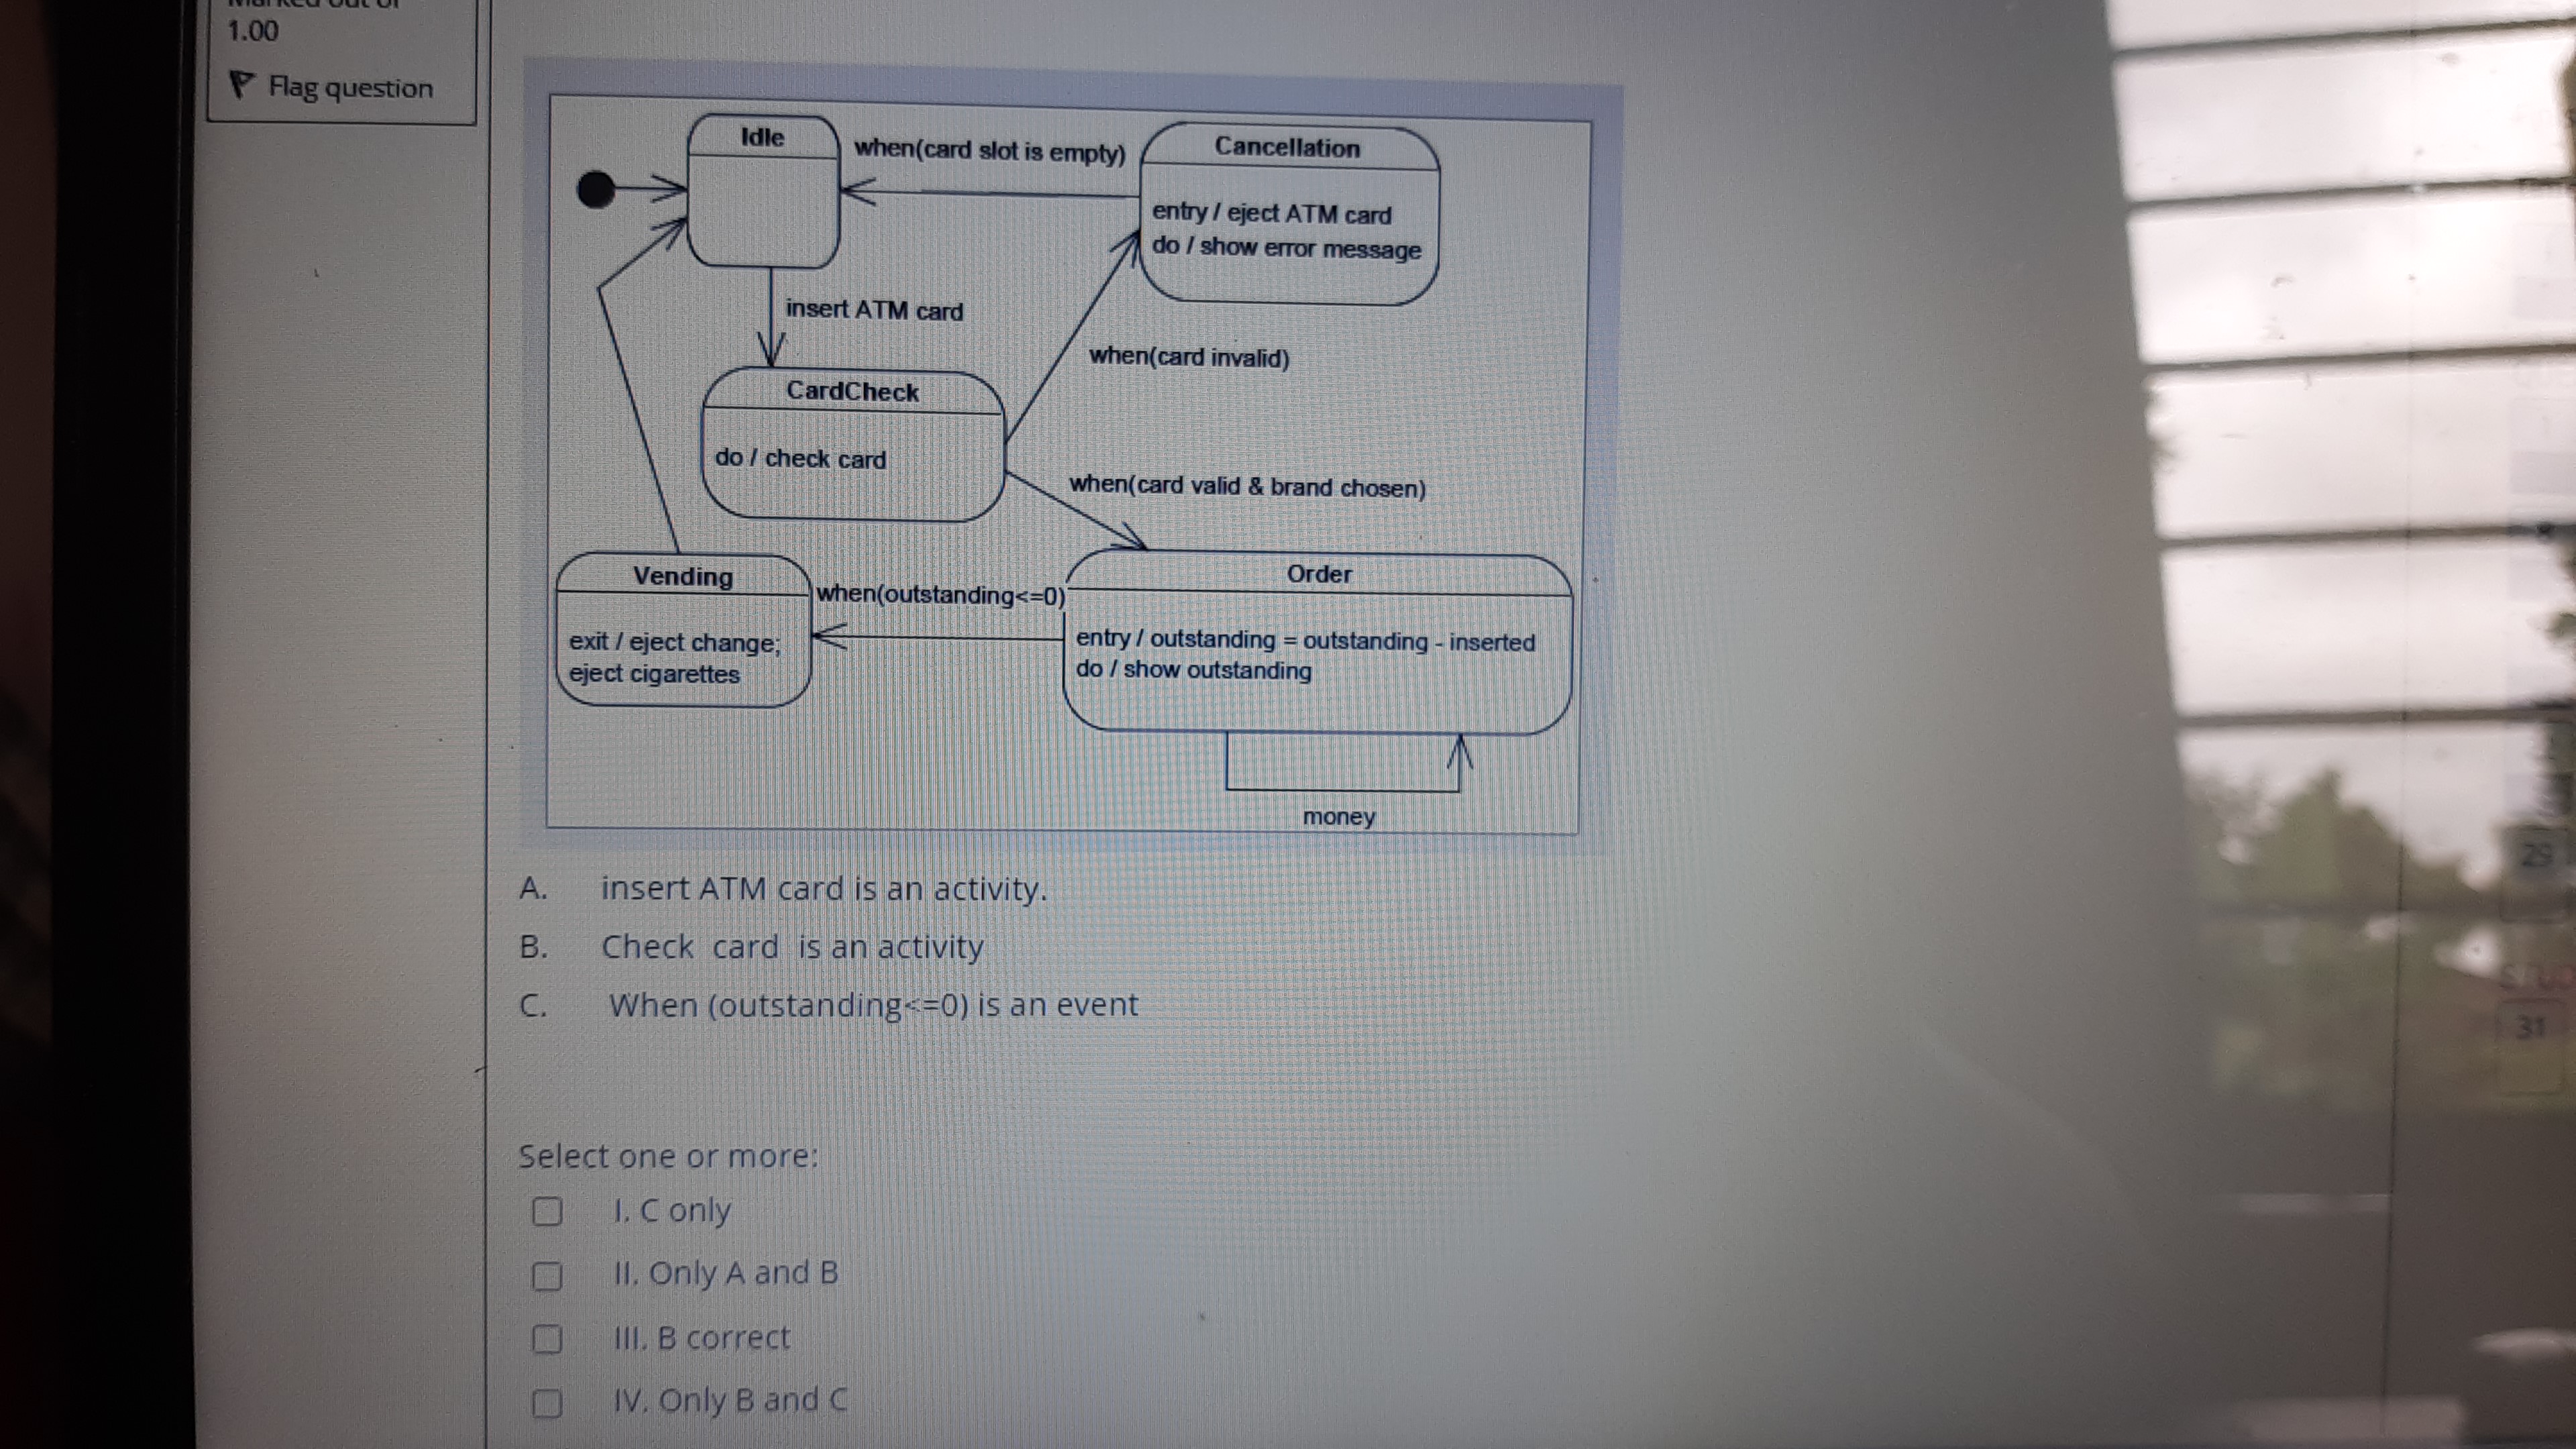 1.00
Flag question
Idle
when(card slot is empty)
Cancellation
entry / eject ATM card
do / show error message
insert ATM card
when(card invalid)
CardCheck
do / check card
when(card valid & brand chosen)
Vending
when(outstanding<=0)
Order
exit / eject change;
eject cigarettes
entry / outstanding = outstanding - inserted
do / show outstanding
money
A. insert ATM card is an activity.
B. Check card is an activity
C. When (outstanding<=0) is an event
Select one or more:
I. C only
II. Only A and B
III. B correct
IV. Only B and C
29
31